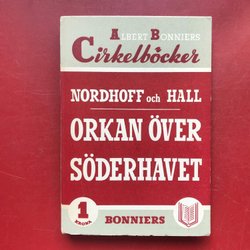 ALBERT BONNIERS
Cirkelböcker
NORDHOFF och HALL
ORKAN ÖVER
SÖDERHAVET
1
KRONA
BONNIERS